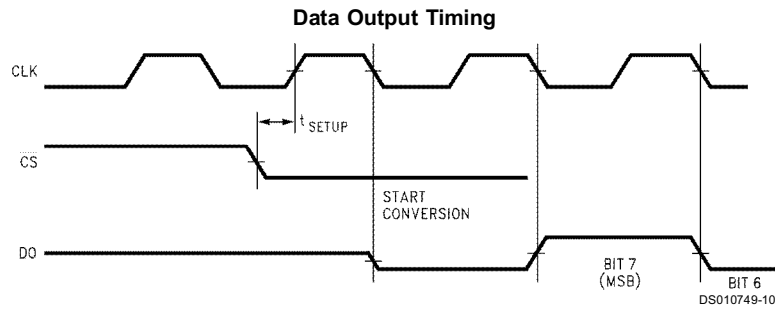 Data Output Timing
CLK
t SETUP
CS
START
CONVERSION
DO
BIT 7
(MSB)
BIT 6
DS010749-10